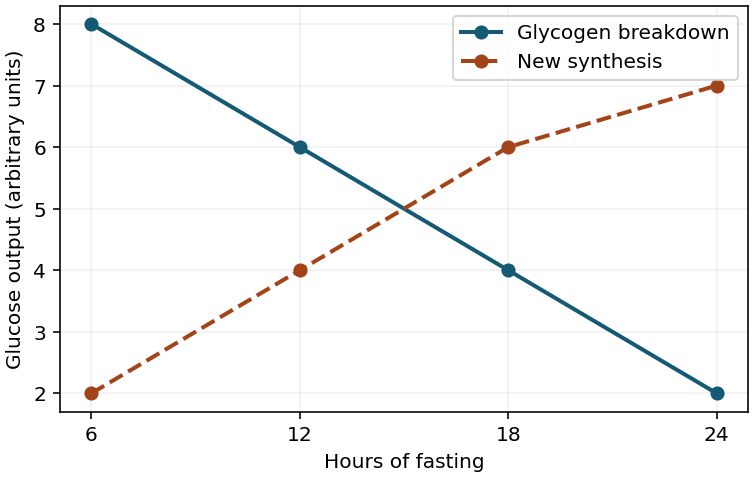 Glucose output (arbitrary units)
8
7
6
5
4
3
2
Glycogen breakdown
New synthesis
6 12 18 24
Hours of fasting